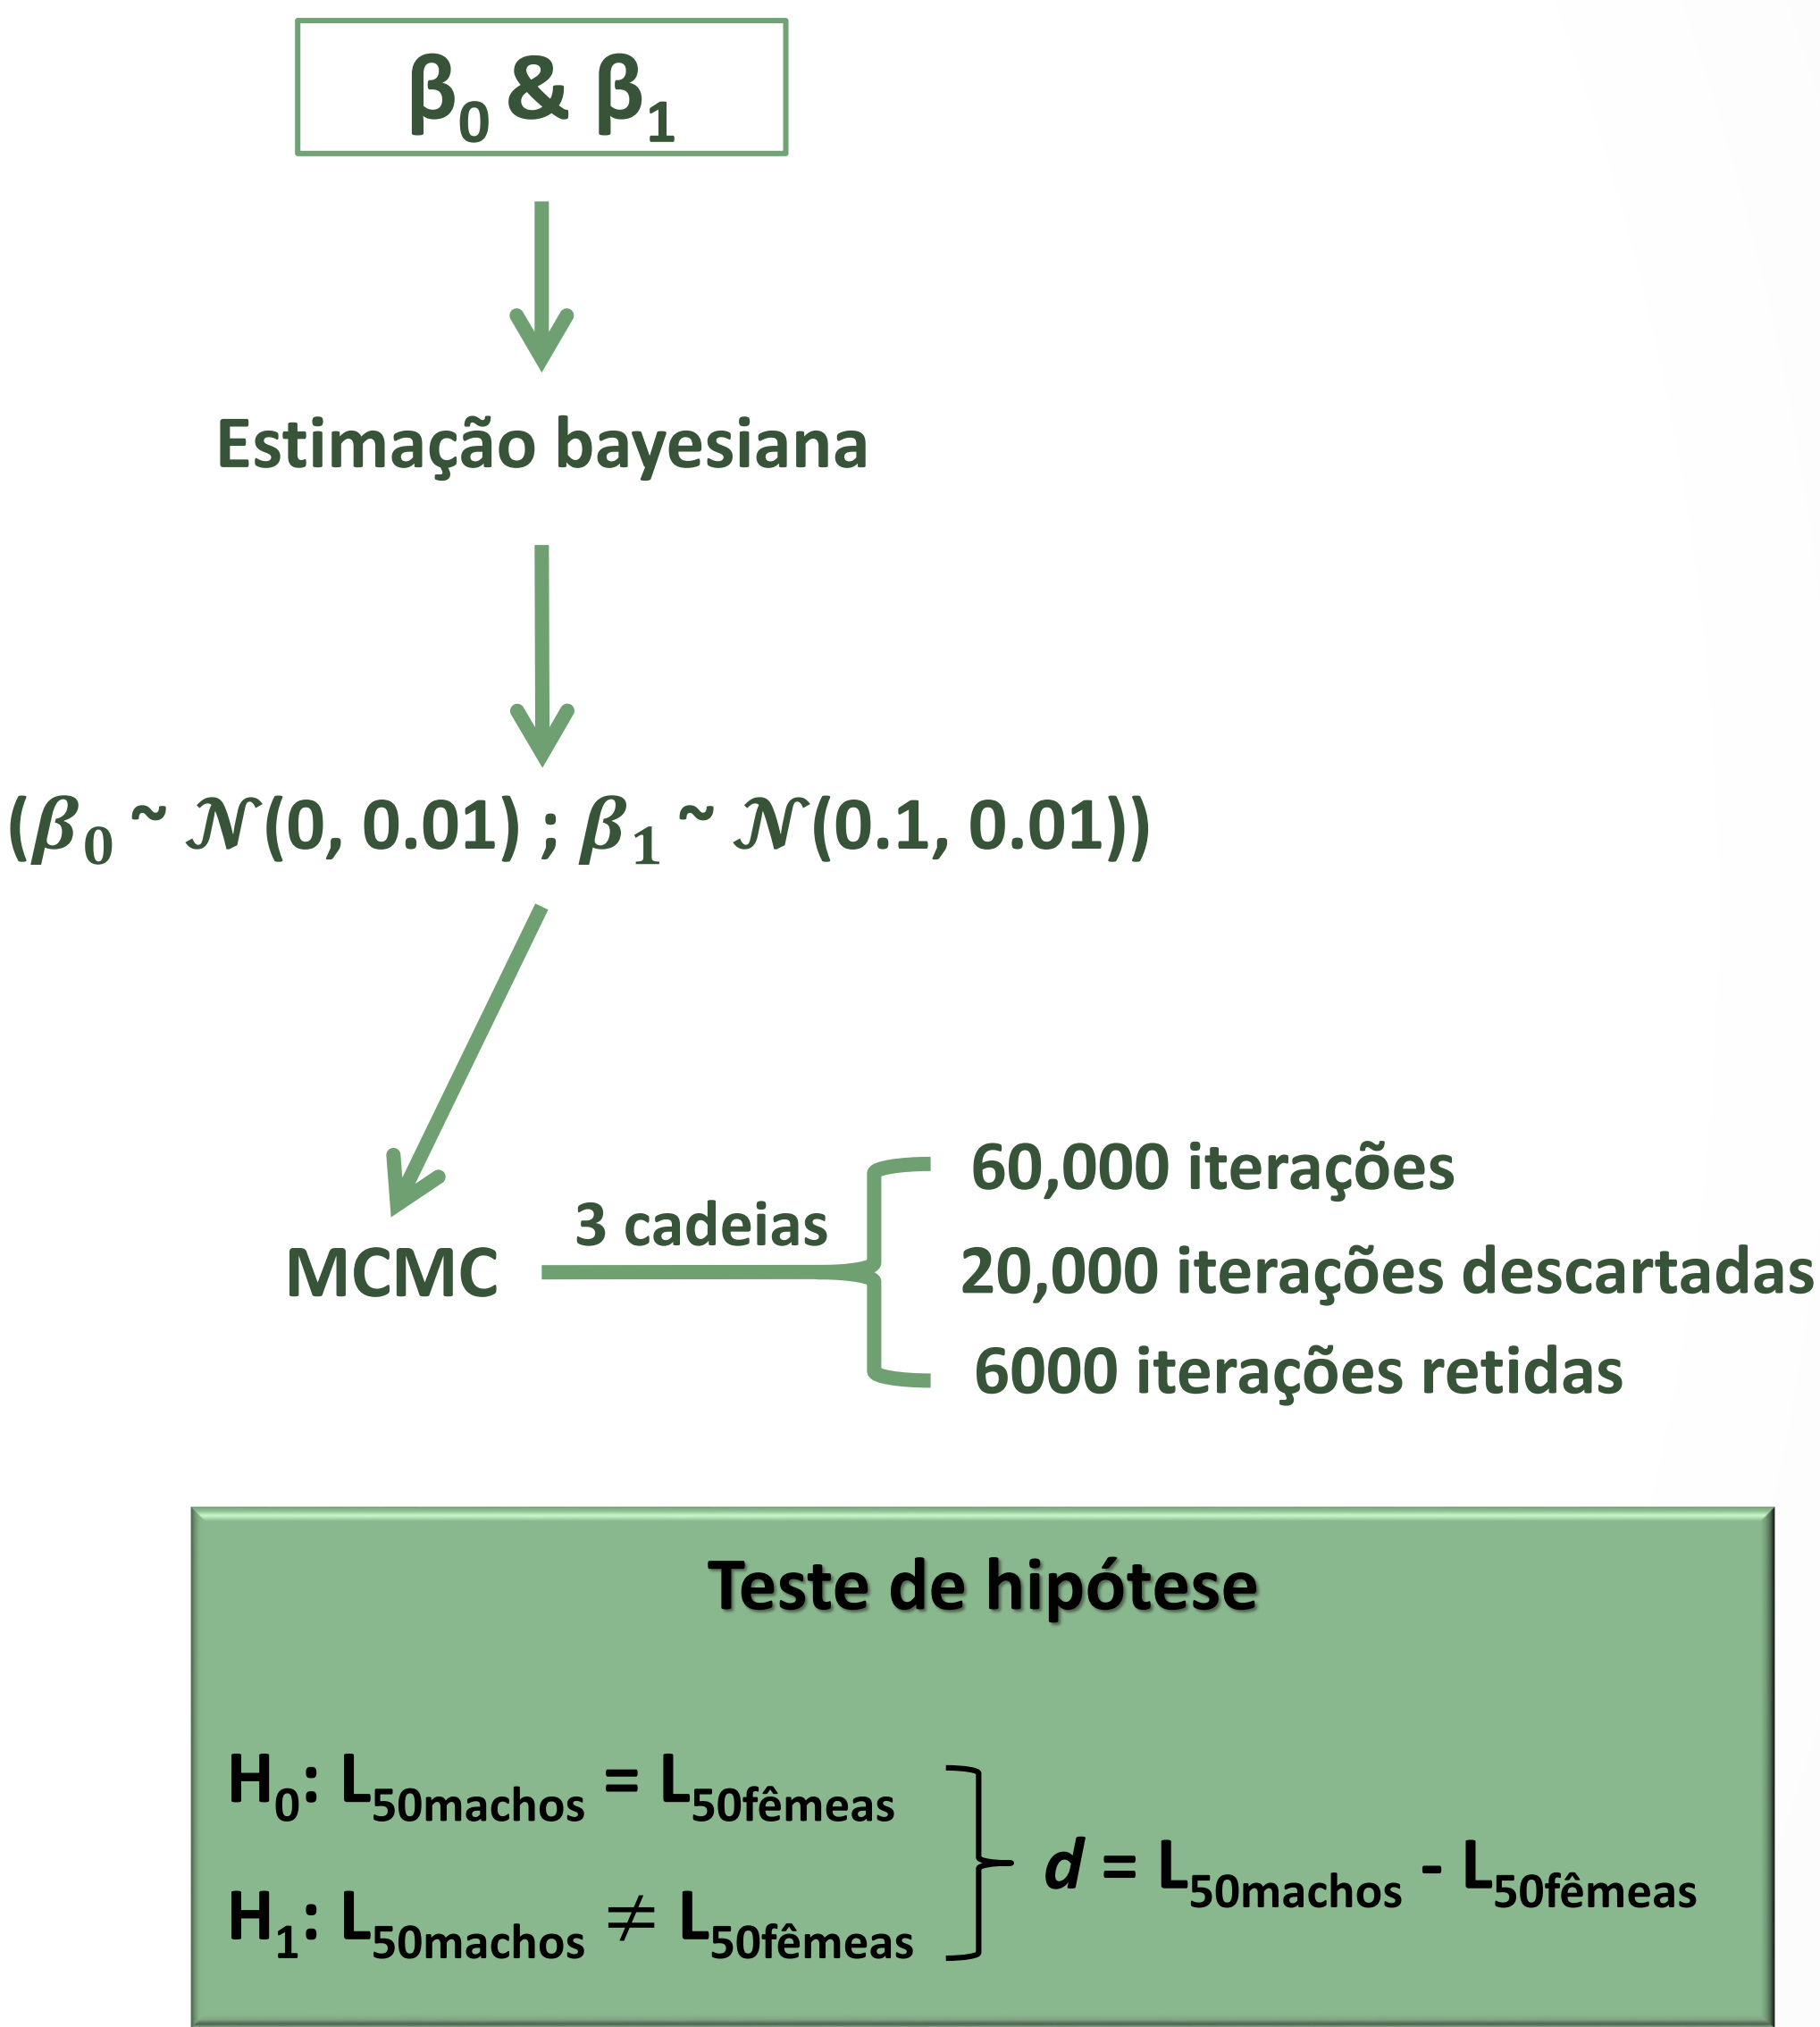 β₀ & β₁
Estimação bayesiana
(β₀ ~ 𝒩(0, 0.01) ; β₁ ~ 𝒩(0.1, 0.01))
3 cadeias
MCMC
60,000 iterações
20,000 iterações descartadas
6000 iterações retidas
Teste de hipótese
H₀: L50machos = L50fêmeas
H₁: L50machos ≠ L50fêmeas
d = L50machos - L50fêmeas